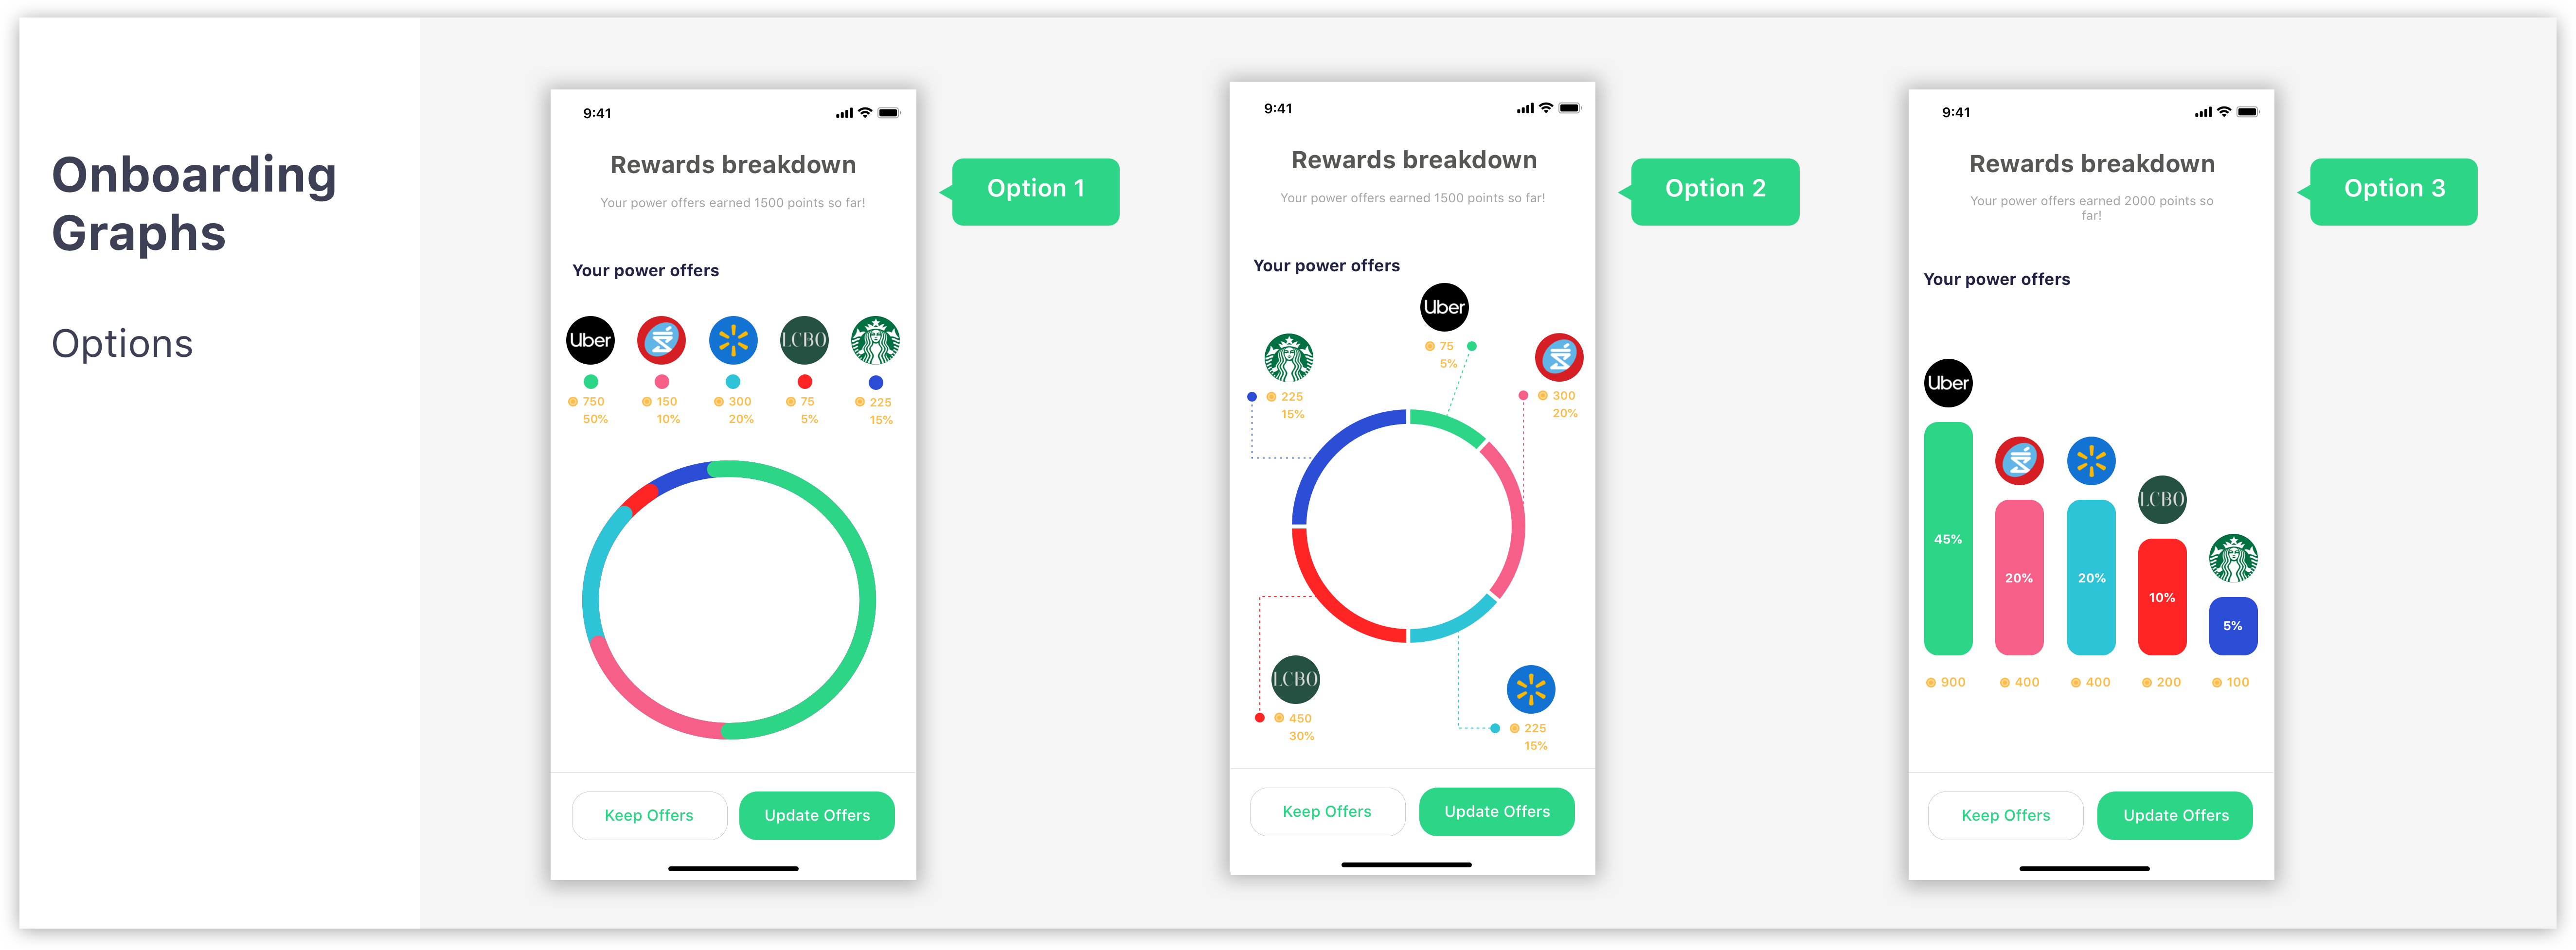 Onboarding
Graphs
Options
9:41
Rewards breakdown
Your power offers earned 1500 points so far!
Your power offers
Uber
LCBO
750
150
300
75
225
50%
10%
20%
5%
15%
Keep Offers
Update Offers
Option 1
9:41
Rewards breakdown
Your power offers earned 1500 points so far!
Your power offers
Uber
75
5%
225
15%
300
20%
LCBO
450
30%
225
15%
Keep Offers
Update Offers
Option 2
9:41
Rewards breakdown
Your power offers earned 2000 points so
far!
Your power offers
Uber
LCBO
45%
20%
20%
10%
5%
900
400
400
200
100
Keep Offers
Update Offers
Option 3